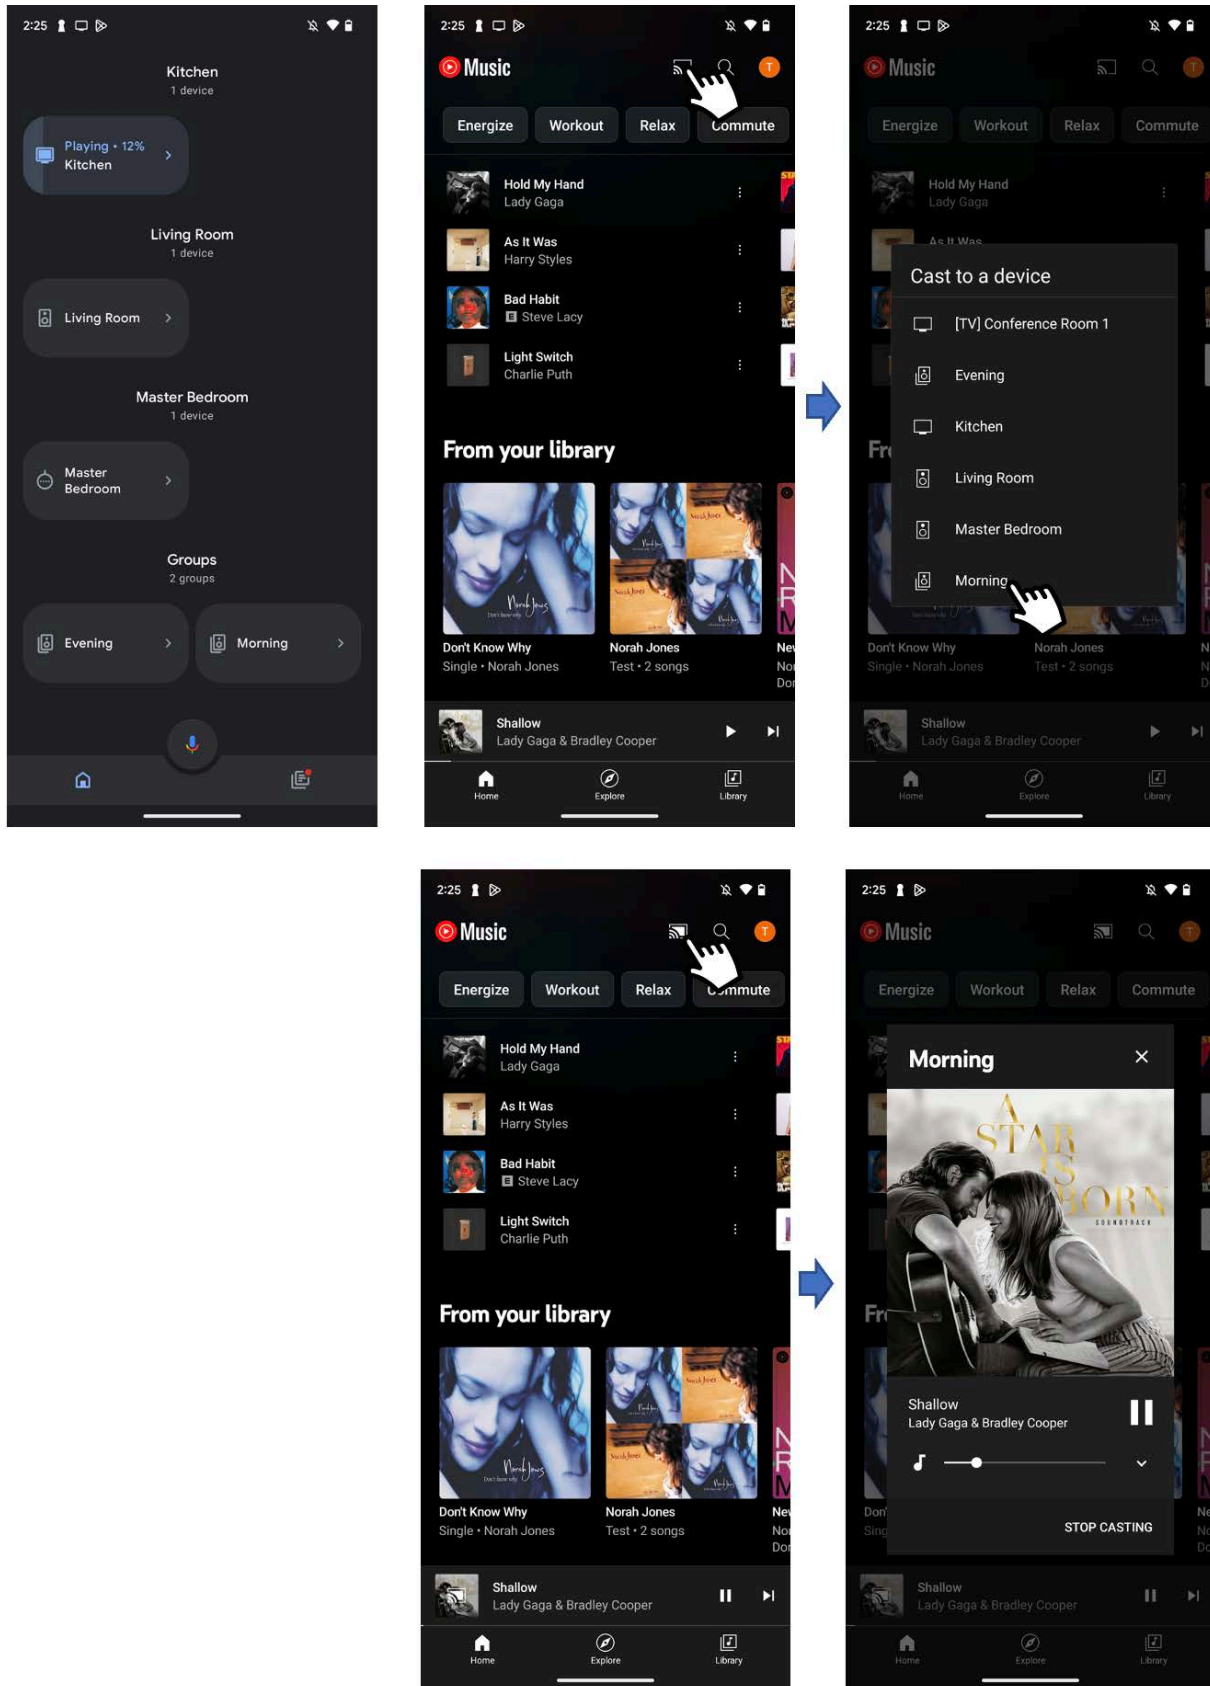 2:25
Kitchen
1 device
Playing • 12%
Kitchen
Living Room
1 device
Living Room
Master Bedroom
1 device
Master
Bedroom
Groups
2 groups
Evening
Morning
2:25
Music
Energize Workout Relax Commute
Hold My Hand
Lady Gaga
As It Was
Harry Styles
Bad Habit
E Steve Lacy
Light Switch
Charlie Puth
From your library
Norah Jones
Don't Know Why
Single • Norah Jones
Norah Jones
Test • 2 songs
Shallow
Lady Gaga & Bradley Cooper
Home Explore Library
2:25
Music
Energize Workout Relax Commute
Hold My Hand
Lady Gaga
As It Was
Cast to a device
[TV] Conference Room 1
Evening
Kitchen
Living Room
Master Bedroom
Morning
Don't Know Why
Single • Norah Jones
Norah Jones
Test • 2 songs
Shallow
Lady Gaga & Bradley Cooper
Home Explore Library
2:25
Music
Energize Workout Relax Commute
Hold My Hand
Lady Gaga
As It Was
Harry Styles
Bad Habit
E Steve Lacy
Light Switch
Charlie Puth
From your library
Norah Jones
Don't Know Why
Single • Norah Jones
Norah Jones
Test • 2 songs
Shallow
Lady Gaga & Bradley Cooper
Home Explore Library
2:25
Music
Energize Workout Relax Commute
Morning
A
STAR
IS
BORN
SOUNDTRACK
Shallow
Lady Gaga & Bradley Cooper
STOP CASTING
Shallow
Lady Gaga & Bradley Cooper
Home Explore Library